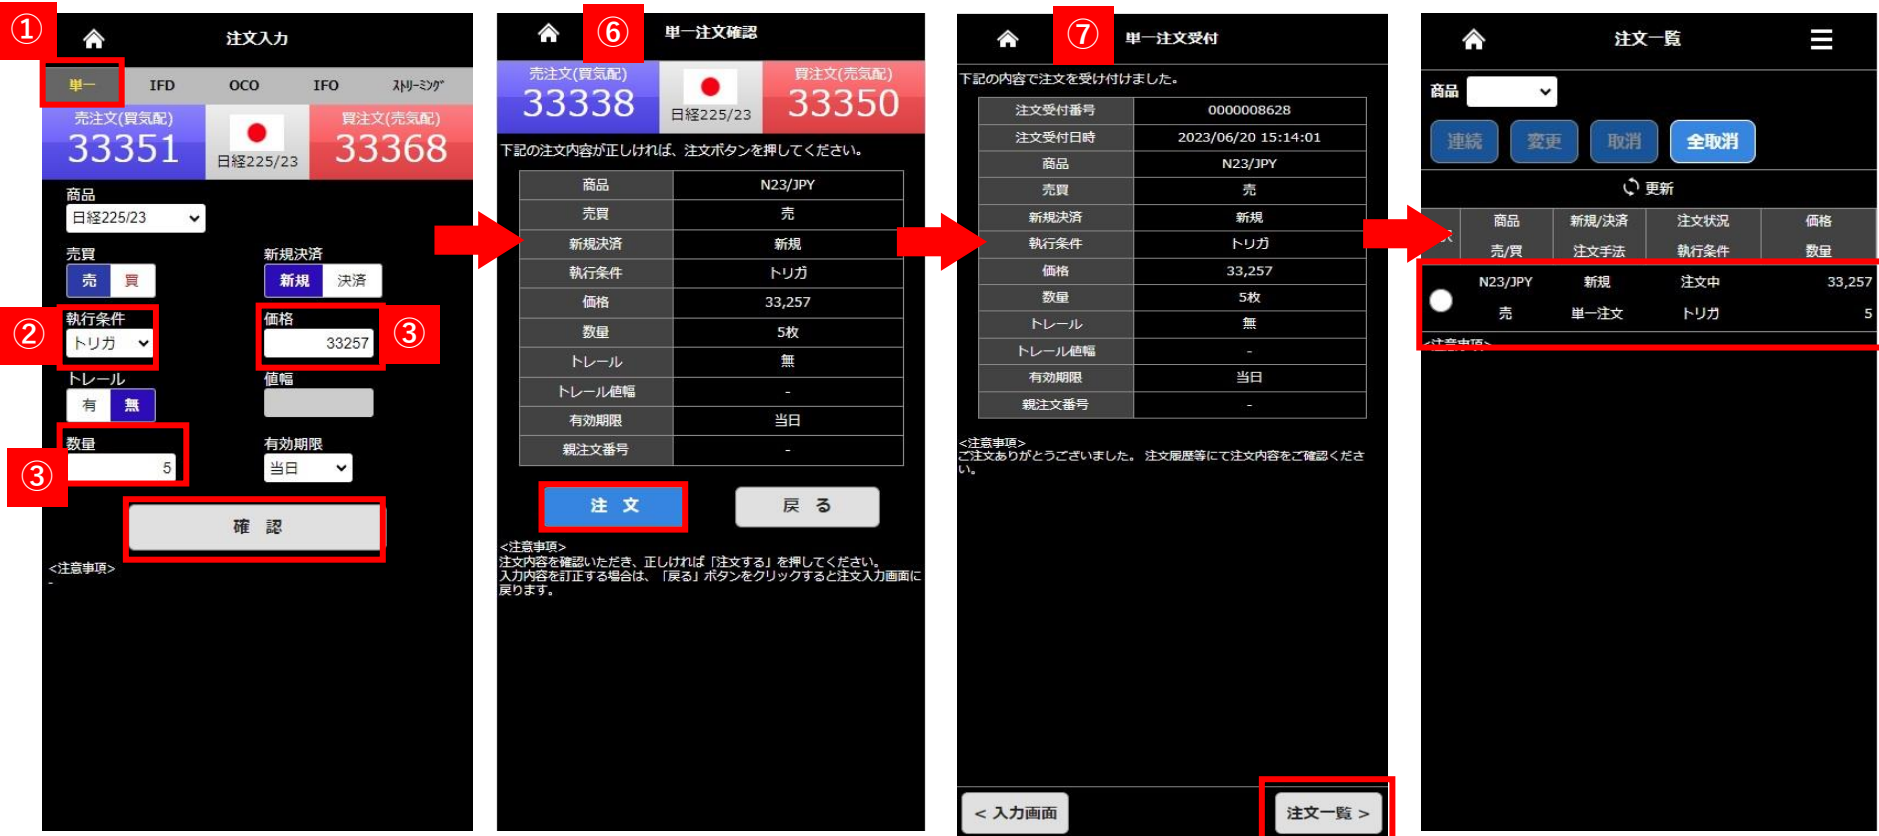 ①
注文入力
単一 IFD OCO IFO ｽﾄﾘｰﾐﾝｸﾞ
売注文(買気配) 買注文(売気配)
33351 日経225/23 33368
商品
日経225/23
売買 新規決済
売 買 新規 決済
② 執行条件 価格 ③
トリガ 33257
トレール 値幅
有 無
数量 有効期限
③ 5 当日
確 認
<注意事項>
-
⑥
単一注文確認
売注文(買気配) 買注文(売気配)
33338 日経225/23 33350
下記の注文内容が正しければ、注文ボタンを押してください。
商品 N23/JPY
売買 売
新規決済 新規
執行条件 トリガ
価格 33,257
数量 5枚
トレール 無
トレール値幅 -
有効期限 当日
親注文番号 -
注 文 戻 る
<注意事項>
注文内容を確認いただき、正しければ「注文する」を押してください。
入力内容を訂正する場合は、「戻る」ボタンをクリックすると注文入力画面に
戻ります。
⑦
単一注文受付
下記の内容で注文を受け付けました。
注文受付番号 0000008628
注文受付日時 2023/06/20 15:14:01
商品 N23/JPY
売買 売
新規決済 新規
執行条件 トリガ
価格 33,257
数量 5枚
トレール 無
トレール値幅 -
有効期限 当日
親注文番号 -
<注意事項>
ご注文ありがとうございました。 注文履歴等にて注文内容をご確認くださ
い。
< 入力画面 注文一覧 >
注文一覧
商品
連続 変更 取消 全取消
更新
商品 新規/決済 注文状況 価格
売/買 注文手法 執行条件 数量
N23/JPY 新規 注文中 33,257
売 単一注文 トリガ 5
<注意事項>